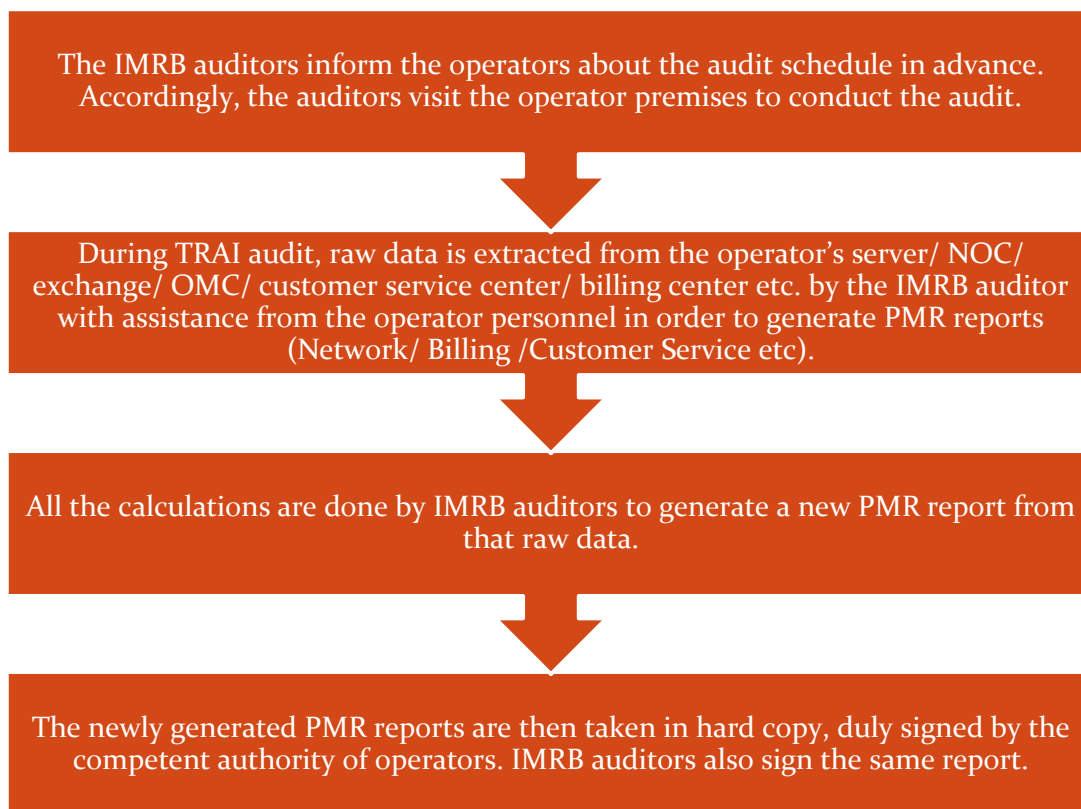 The IMRB auditors inform the operators about the audit schedule in advance.
Accordingly, the auditors visit the operator premises to conduct the audit.
During TRAI audit, raw data is extracted from the operator’s server/ NOC/
exchange/ OMC/ customer service center/ billing center etc. by the IMRB auditor
with assistance from the operator personnel in order to generate PMR reports
(Network/ Billing /Customer Service etc).
All the calculations are done by IMRB auditors to generate a new PMR report from
that raw data.
The newly generated PMR reports are then taken in hard copy, duly signed by the
competent authority of operators. IMRB auditors also sign the same report.